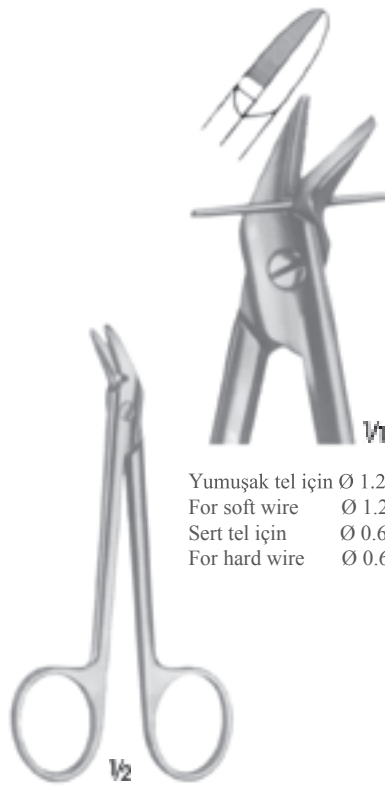 1/1
Yumuşak tel için Ø 1.2
For soft wire Ø 1.2
Sert tel için Ø 0.6
For hard wire Ø 0.6
1/2